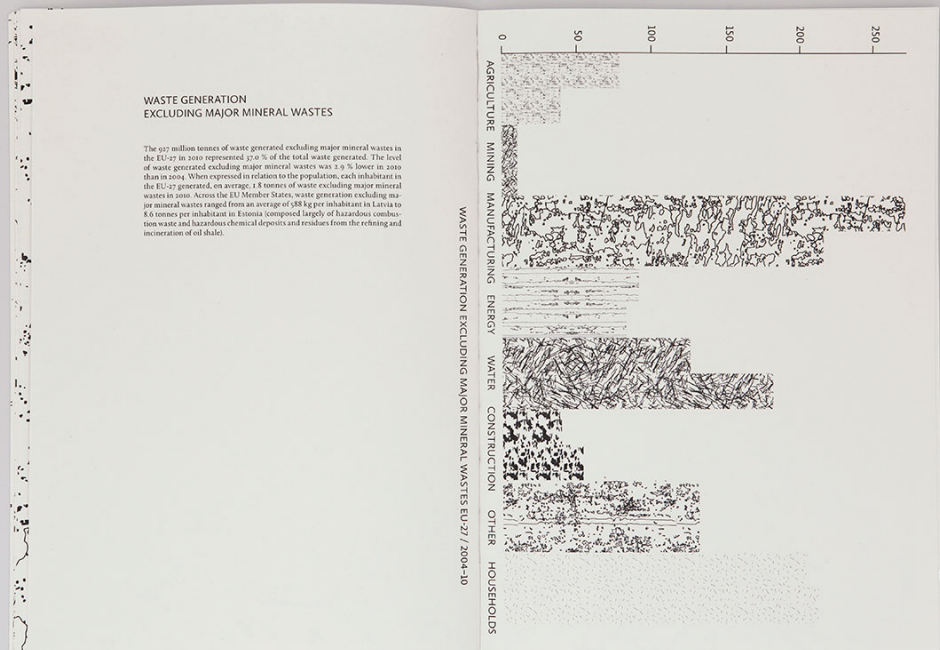 WASTE GENERATION
EXCLUDING MAJOR MINERAL WASTES
The 927 million tonnes of waste generated excluding major mineral wastes in
the EU-27 in 2010 represented 37.0 % of the total waste generated. The level
of waste generated excluding major mineral wastes was 2.9 % lower in 2010
than in 2004. When expressed in relation to the population, each inhabitant in
the EU-27 generated, on average, 1.8 tonnes of waste excluding major mineral
wastes in 2010. Across the EU Member States, waste generation excluding ma-
jor mineral wastes ranged from an average of 588 kg per inhabitant in Latvia to
8.6 tonnes per inhabitant in Estonia (composed largely of hazardous combus-
tion waste and hazardous chemical deposits and residues from the refining and
incineration of oil shale).
WASTE GENERATION EXCLUDING MAJOR MINERAL WASTES EU-27 / 2004–10
0 50 100 150 200 250
AGRICULTURE MINING MANUFACTURING ENERGY WATER CONSTRUCTION OTHER HOUSEHOLDS